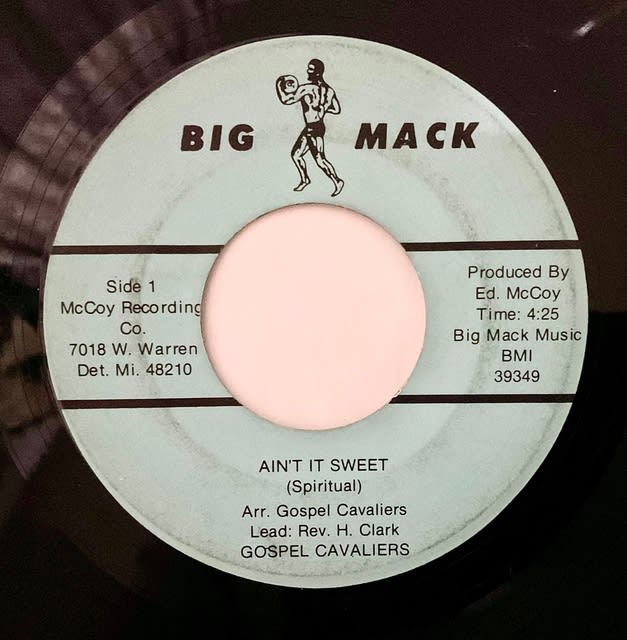 BIG MACK
Side 1
McCoy Recording
Co.
7018 W. Warren
Det. Mi. 48210
Produced By
Ed. McCoy
Time: 4:25
Big Mack Music
BMI
39349
AIN'T IT SWEET
(Spiritual)
Arr. Gospel Cavaliers
Lead: Rev. H. Clark
GOSPEL CAVALIERS